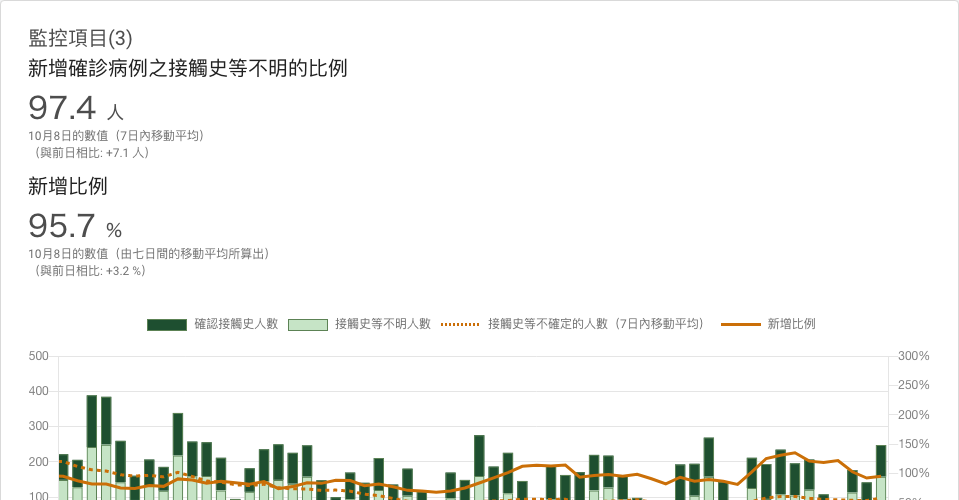 監控項目(3)
新增確診病例之接觸史等不明的比例
97.4 人
10月8日的數值（7日內移動平均）
（與前日相比: +7.1 人）
新增比例
95.7 %
10月8日的數值（由七日間的移動平均所算出）
（與前日相比: +3.2 %）
確認接觸史人數 接觸史等不明人數 接觸史等不確定的人數（7日內移動平均） 新增比例
500 300%
250%
400
200%
300
150%
200
100%
100